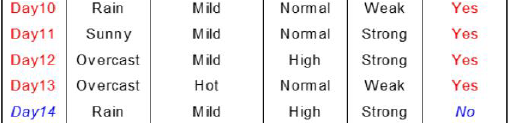 Day10 Rain Mild Normal Weak Yes
Day11 Sunny Mild Normal Strong Yes
Day12 Overcast Mild High Strong Yes
Day13 Overcast Hot Normal Weak Yes
Day14 Rain Mild High Strong No